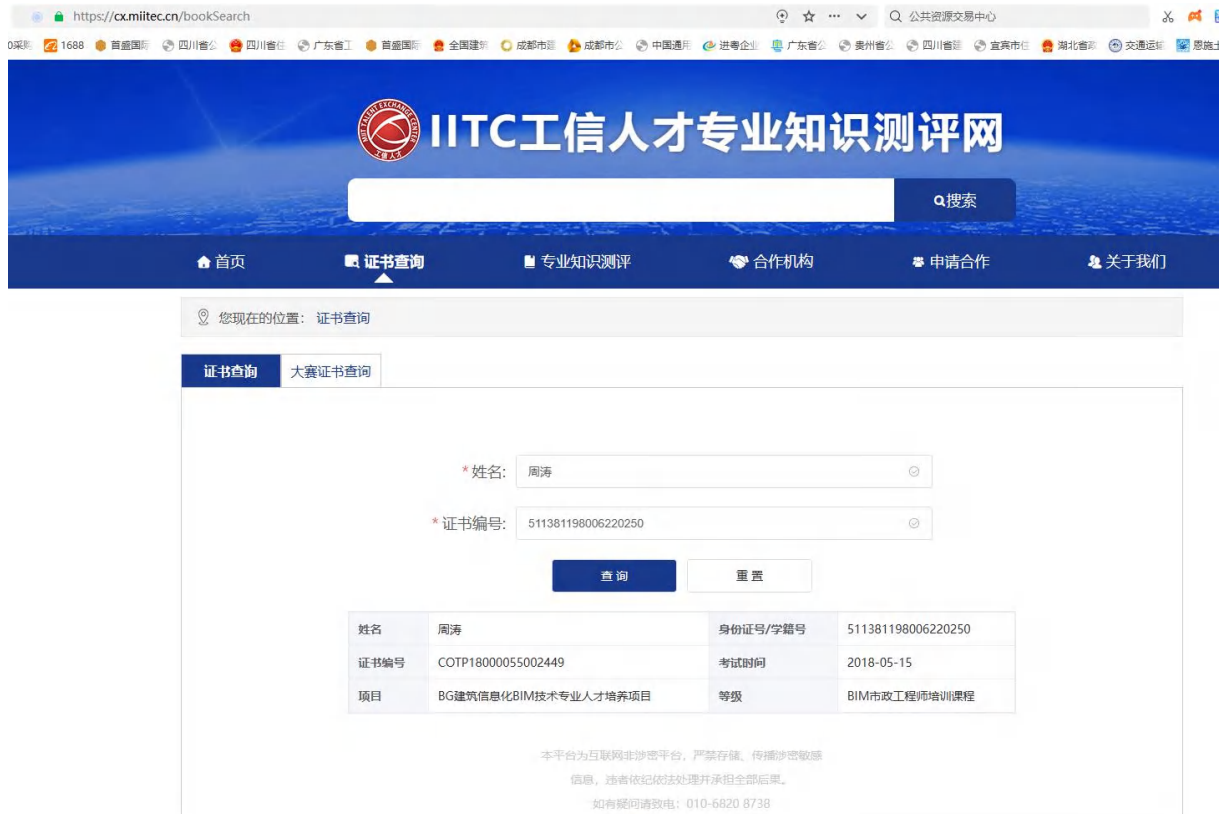 https://cx.miitec.cn/bookSearch
公共资源交易中心
1688 首盛国际 四川省公 四川省住 广东省工 首盛国际 全国建筑 成都市 成都市公 中国通用 进粤企业 广东省公 贵州省公 四川省 宜宾市住 湖北省 交通运输 恩施土
MIIT TALENT EXCHANGE CENTER
工信人才
IITC工信人才专业知识测评网
搜索
首页 证书查询 专业知识测评 合作机构 申请合作 关于我们
您现在的位置： 证书查询
证书查询 大赛证书查询
*姓名: 周涛
*证书编号: 511381198006220250
查 询 重 置
姓名 周涛 身份证号/学籍号 511381198006220250
证书编号 COTP18000055002449 考试时间 2018-05-15
项目 BG建筑信息化BIM技术专业人才培养项目 等级 BIM市政工程师培训课程
本平台为互联网非涉密平台，严禁存储、传播涉密敏感
信息，违者依纪依法处理并承担全部后果。
如有疑问请致电：010-6820 8738